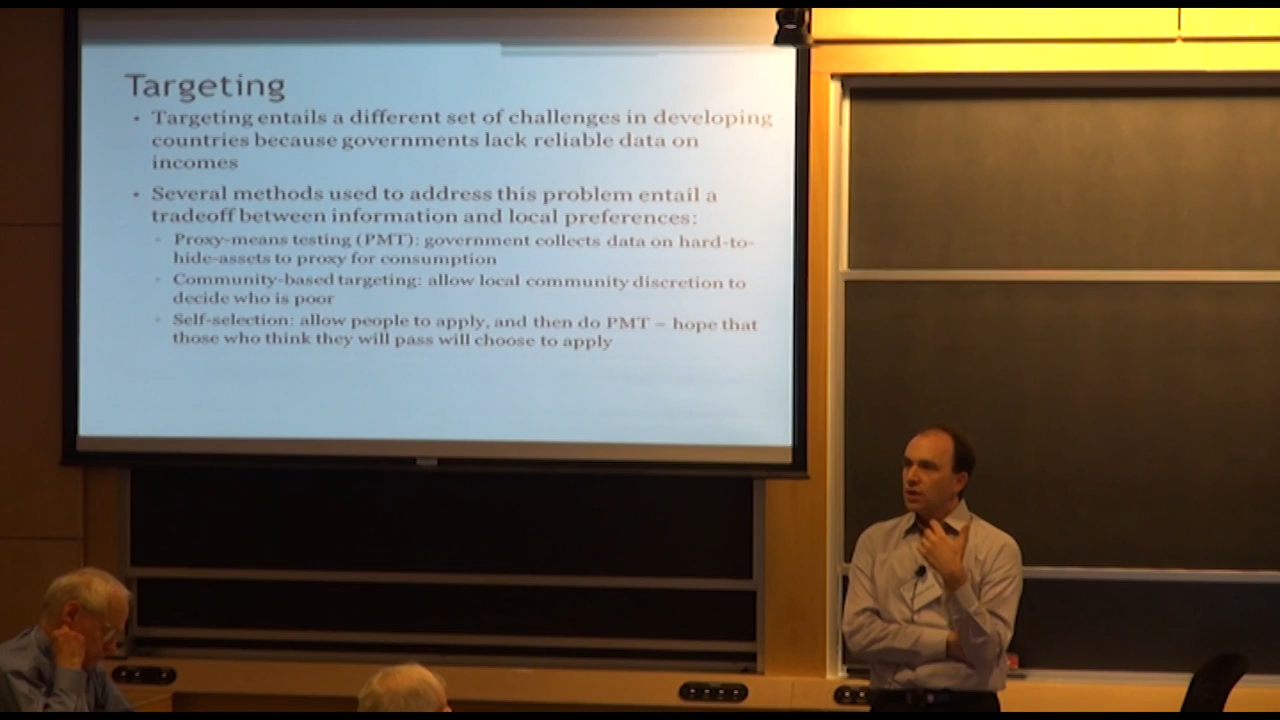 Targeting
• Targeting entails a different set of challenges in developing
countries because governments lack reliable data on
incomes
• Several methods used to address this problem entail a
tradeoff between information and local preferences:
◦ Proxy-means testing (PMT): government collects data on hard-to-
hide-assets to proxy for consumption
◦ Community-based targeting: allow local community discretion to
decide who is poor
◦ Self-selection: allow people to apply, and then do PMT – hope that
those who think they will pass will choose to apply